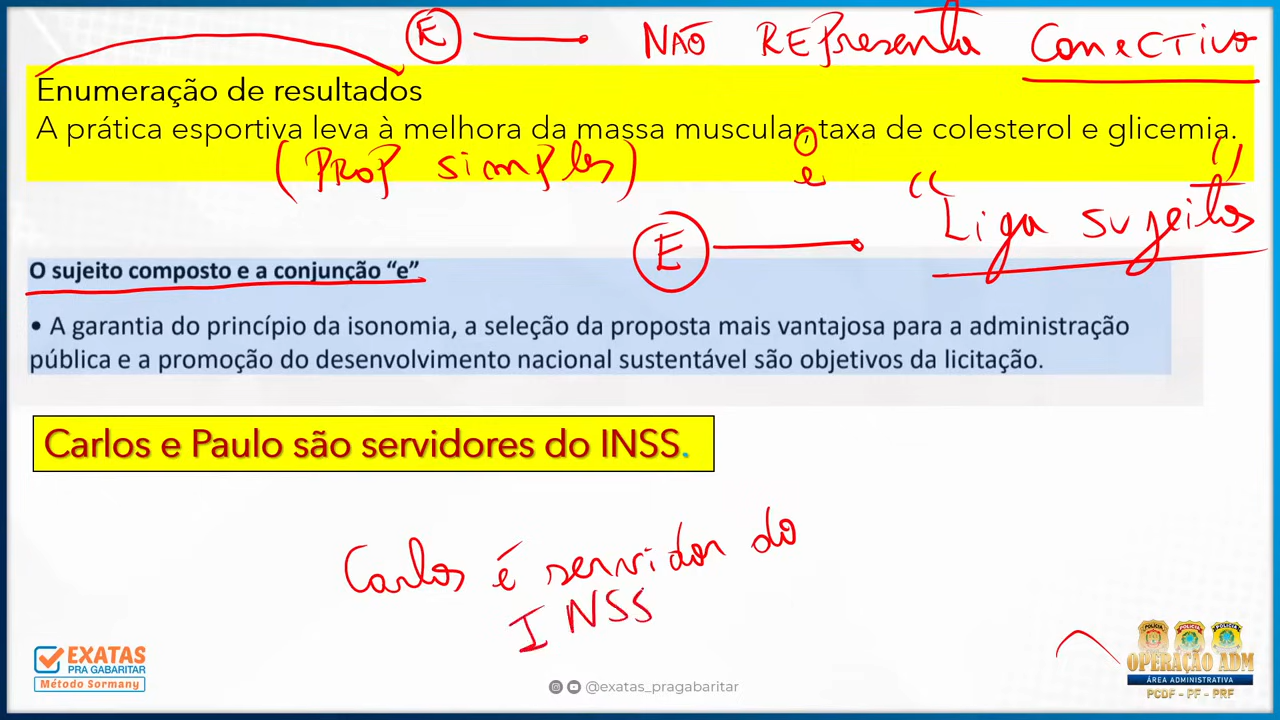 E NÃO REPresenta ConecTivo
Enumeração de resultados
A prática esportiva leva à melhora da massa muscular, taxa de colesterol e glicemia.
(PROP simples) e
E "Liga sujeitos"
O sujeito composto e a conjunção “e”
• A garantia do princípio da isonomia, a seleção da proposta mais vantajosa para a administração
pública e a promoção do desenvolvimento nacional sustentável são objetivos da licitação.
Carlos e Paulo são servidores do INSS.
Carlos é servidor do
INSS
EXATAS
PRA GABARITAR
Método Sormany
@exatas_pragabaritar
POLÍCIA POLÍCIA POLÍCIA
OPERAÇÃO ADM
ÁREA ADMINISTRATIVA
PCDF - PF - PRF